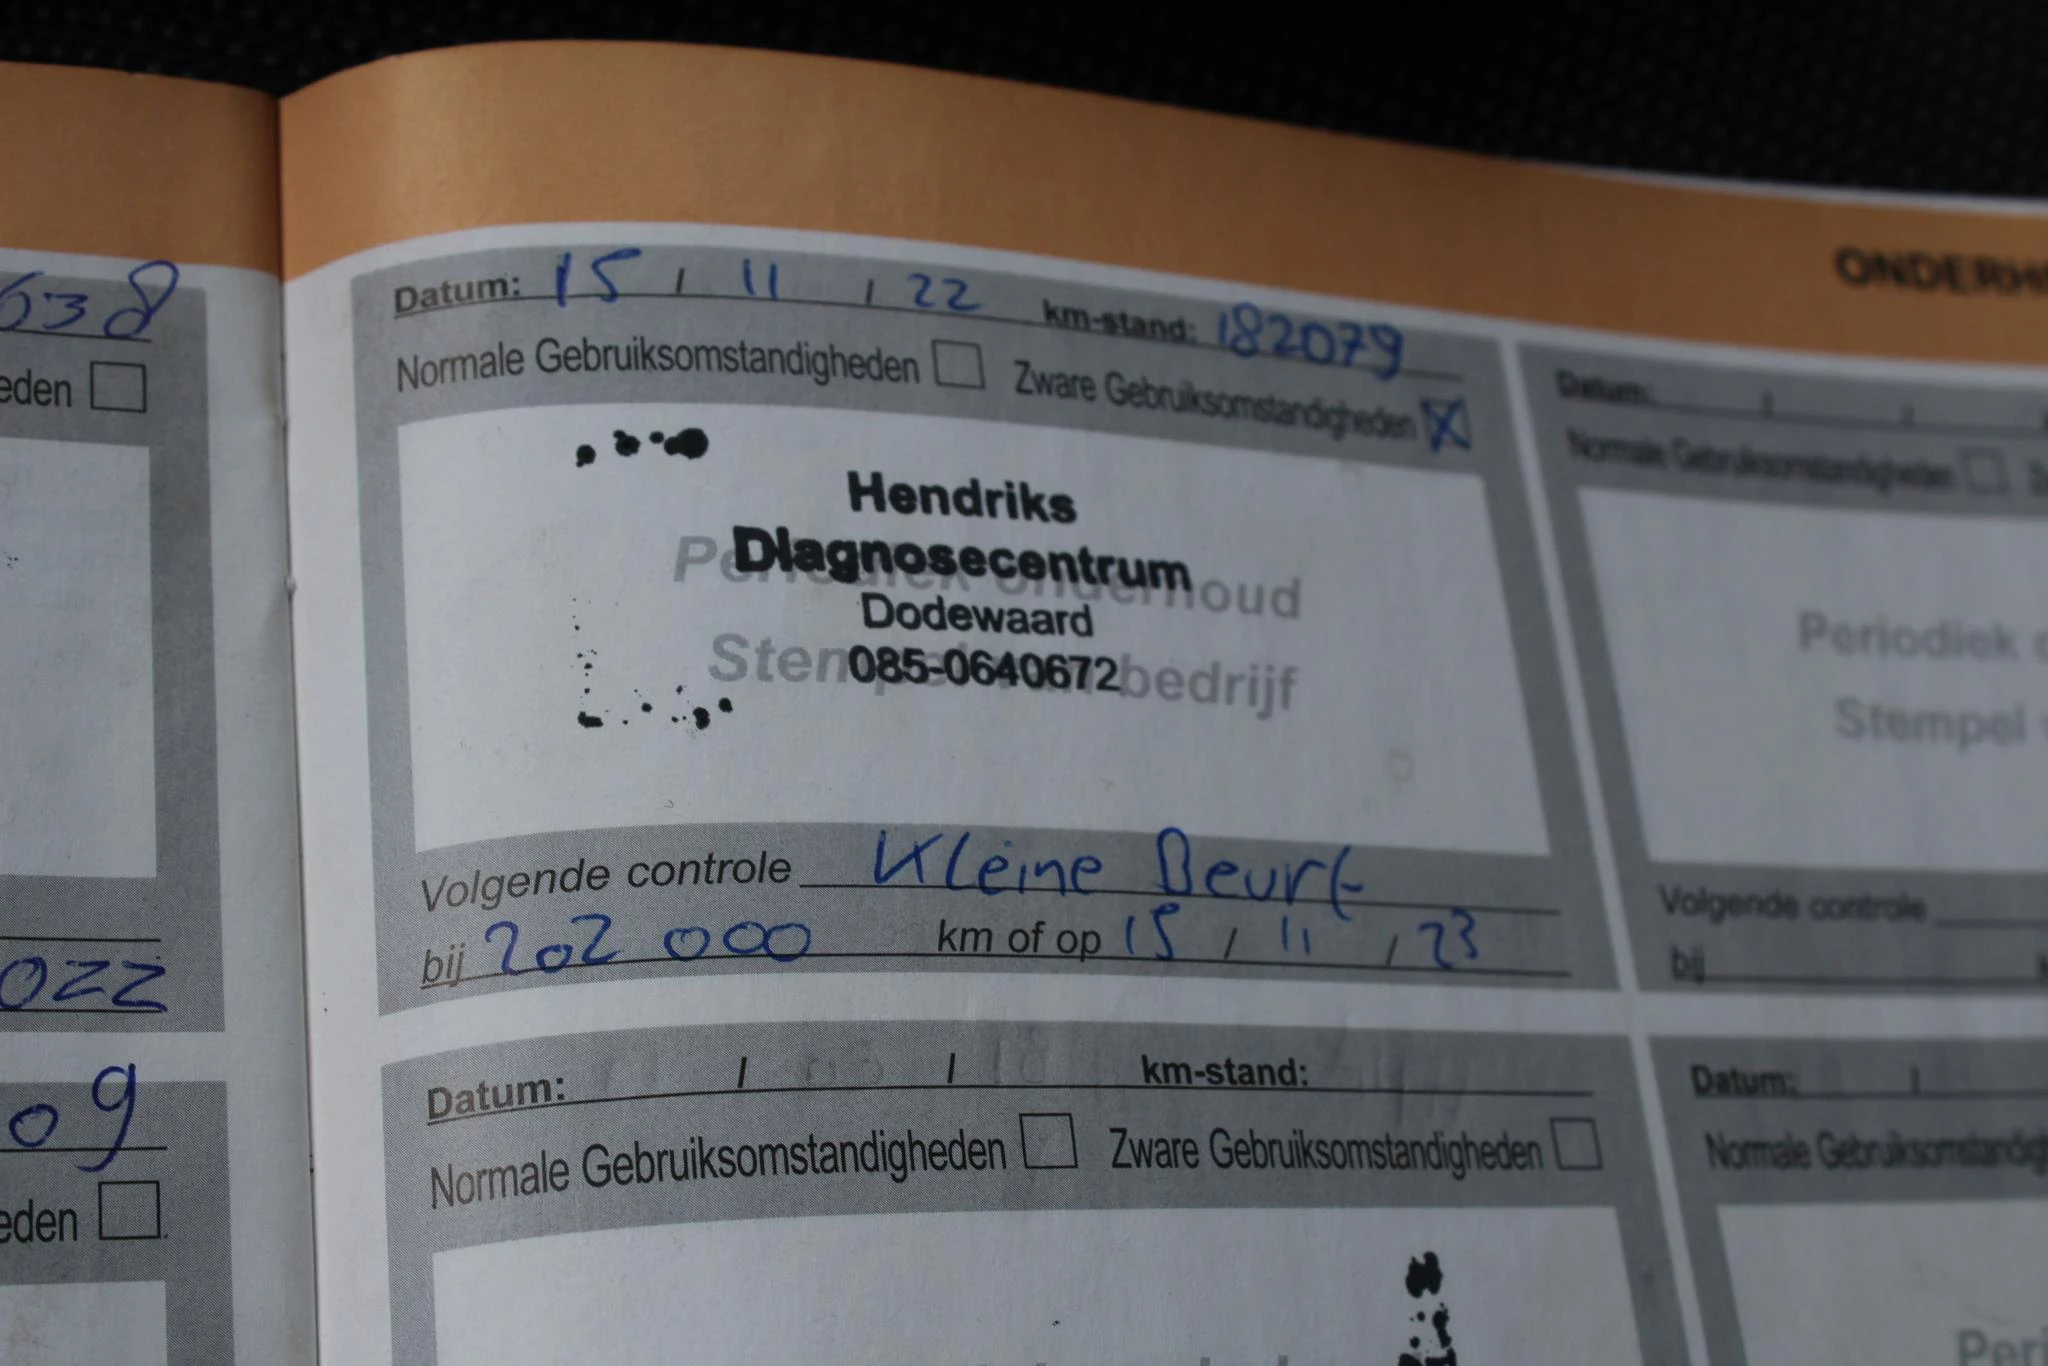 638
eden
022
09
eden
ONDERH
Datum: 15 / 11 / 22 km-stand: 182079
Normale Gebruiksomstandigheden Zware Gebruiksomstandigheden X
Hendriks
DIagnosecentrum
Periodiek onderhoud
Dodewaard
085-0640672
Stempel van bedrijf
Volgende controle Kleine Beurt
bij 202 000 km of op 15 / 11 / 23
Datum: / / km-stand:
Normale Gebruiksomstandigheden Zware Gebruiksomstandigheden
Datum: / /
Normale Gebruiksomstandigheden
Periodiek
Stempel
Volgende controle
bij
Datum: /
Normale Gebruiksomstandig
Peri